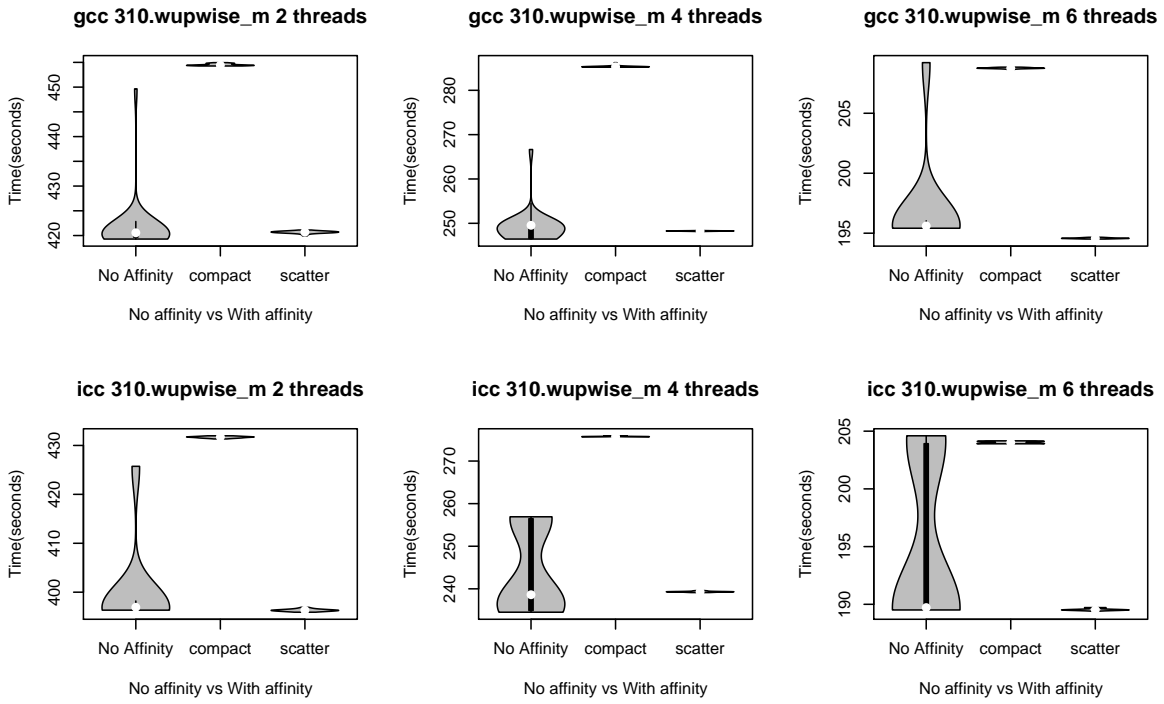 gcc 310.wupwise_m 2 threads
Time(seconds)
420 430 440 450
No Affinity compact scatter
No affinity vs With affinity
gcc 310.wupwise_m 4 threads
Time(seconds)
250 260 270 280
No Affinity compact scatter
No affinity vs With affinity
gcc 310.wupwise_m 6 threads
Time(seconds)
195 200 205
No Affinity compact scatter
No affinity vs With affinity
icc 310.wupwise_m 2 threads
Time(seconds)
400 410 420 430
No Affinity compact scatter
No affinity vs With affinity
icc 310.wupwise_m 4 threads
Time(seconds)
240 250 260 270
No Affinity compact scatter
No affinity vs With affinity
icc 310.wupwise_m 6 threads
Time(seconds)
190 195 200 205
No Affinity compact scatter
No affinity vs With affinity